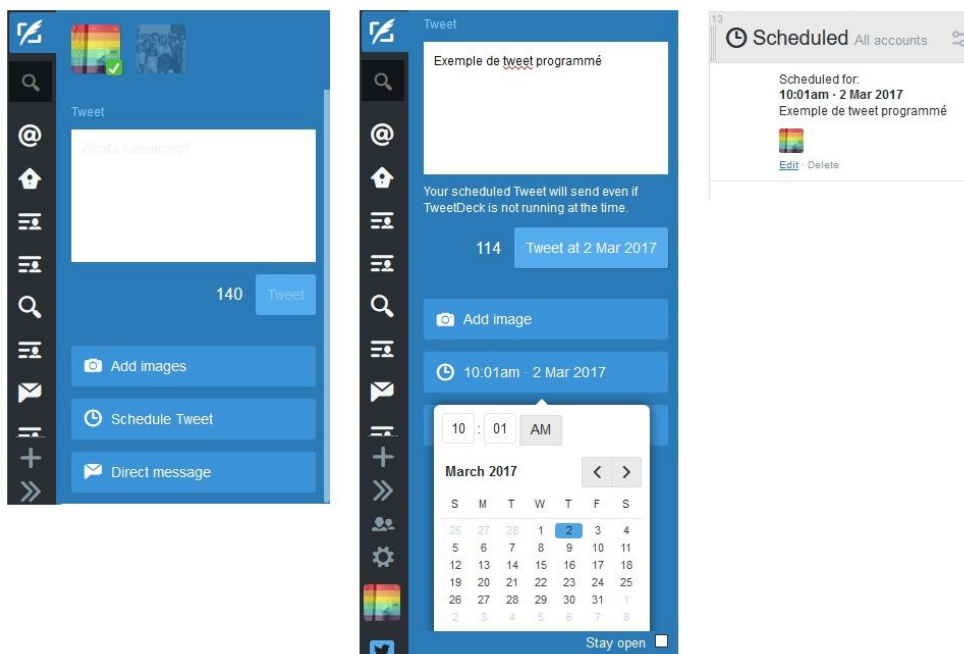 Tweet
What's happening?
140 Tweet
Add images
Schedule Tweet
Direct message
Tweet
Exemple de tweet programmé
Your scheduled Tweet will send even if
TweetDeck is not running at the time.
114 Tweet at 2 Mar 2017
Add image
10:01am · 2 Mar 2017
10 : 01 AM
March 2017
S M T W T F S
26 27 28 1 2 3 4
5 6 7 8 9 10 11
12 13 14 15 16 17 18
19 20 21 22 23 24 25
26 27 28 29 30 31 1
2 3 4 5 6 7 8
Stay open
13
Scheduled All accounts
Scheduled for:
10:01am · 2 Mar 2017
Exemple de tweet programmé
Edit · Delete